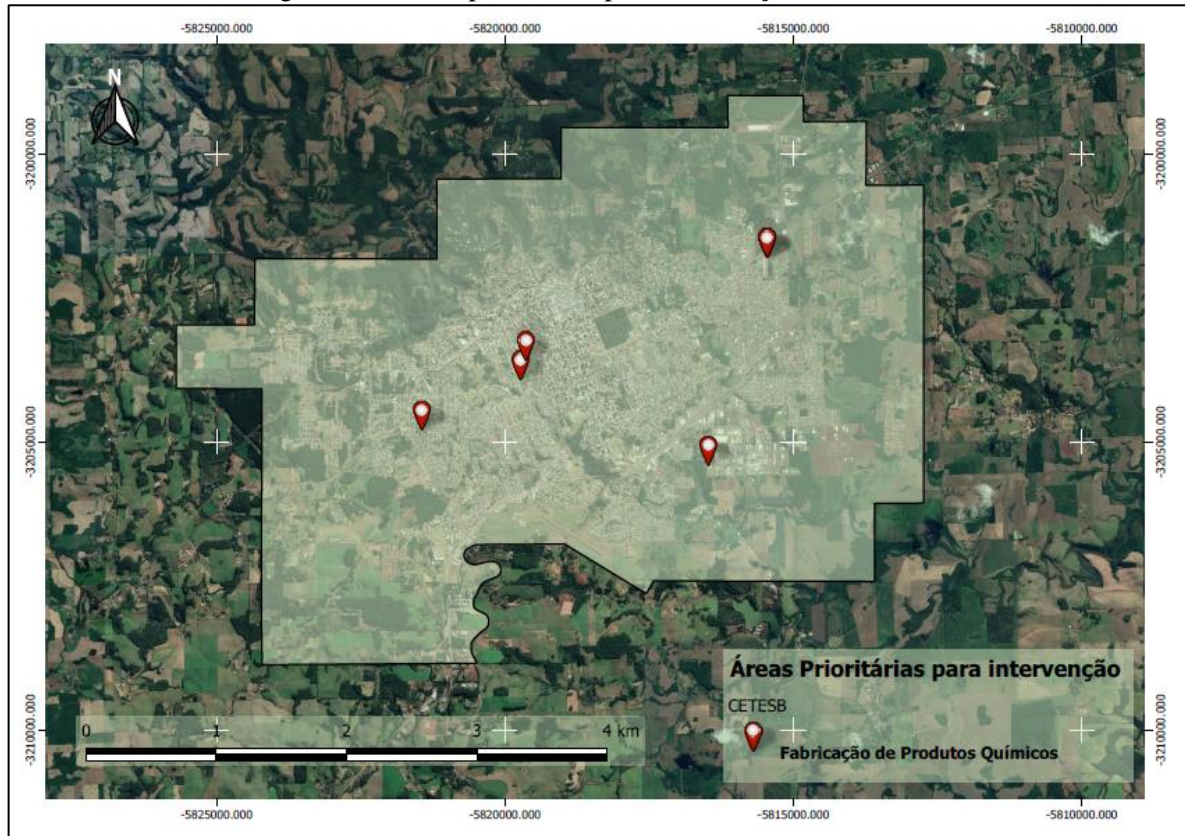 -5825000.000 -5820000.000 -5815000.000 -5810000.000
N
-3200000.000 -3200000.000
-3205000.000 -3205000.000
Áreas Prioritárias para intervenção
CETESB
0 1 2 3 4 km
-3210000.000 -3210000.000
Fabricação de Produtos Químicos
-5825000.000 -5820000.000 -5815000.000 -5810000.000